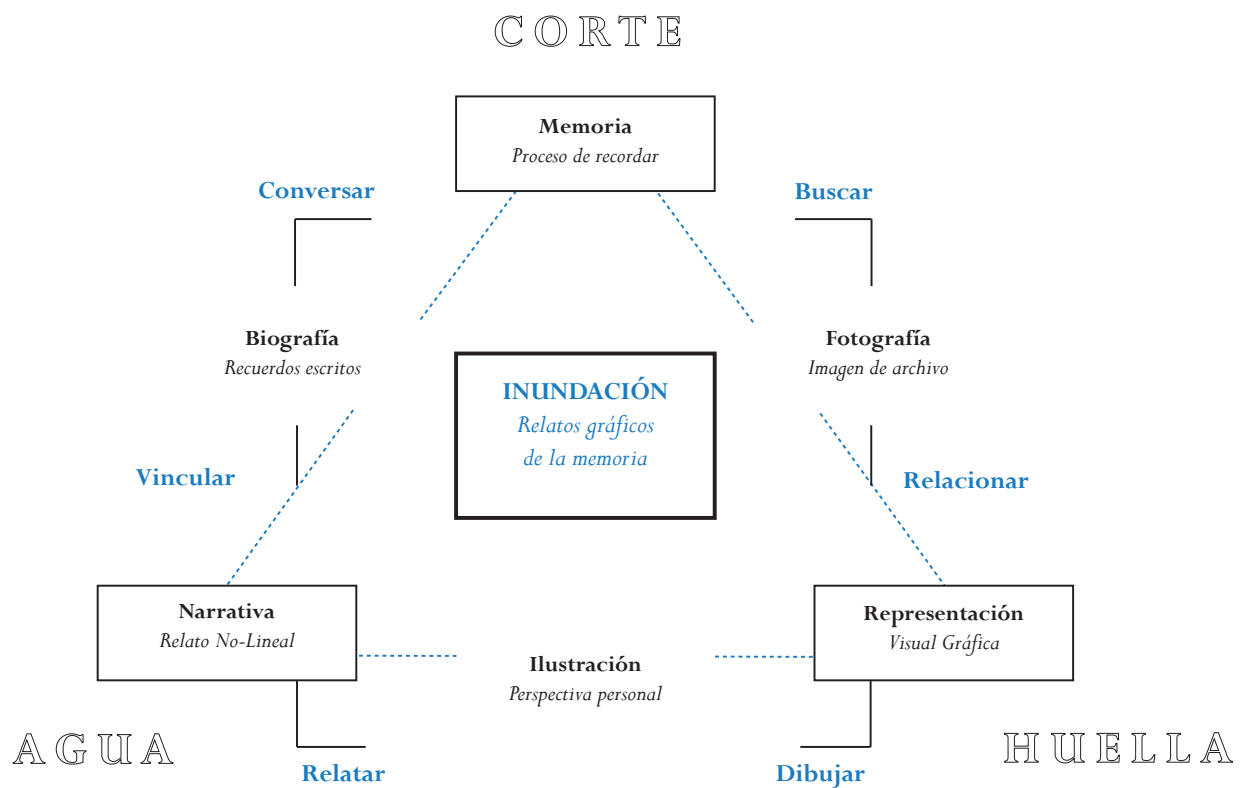 CORTE
Memoria
Proceso de recordar
Conversar
Buscar
Biografía
Recuerdos escritos
Fotografía
Imagen de archivo
INUNDACIÓN
Relatos gráficos
de la memoria
Vincular
Relacionar
Narrativa
Relato No-Lineal
Representación
Visual Gráfica
Ilustración
Perspectiva personal
AGUA
HUELLA
Relatar
Dibujar